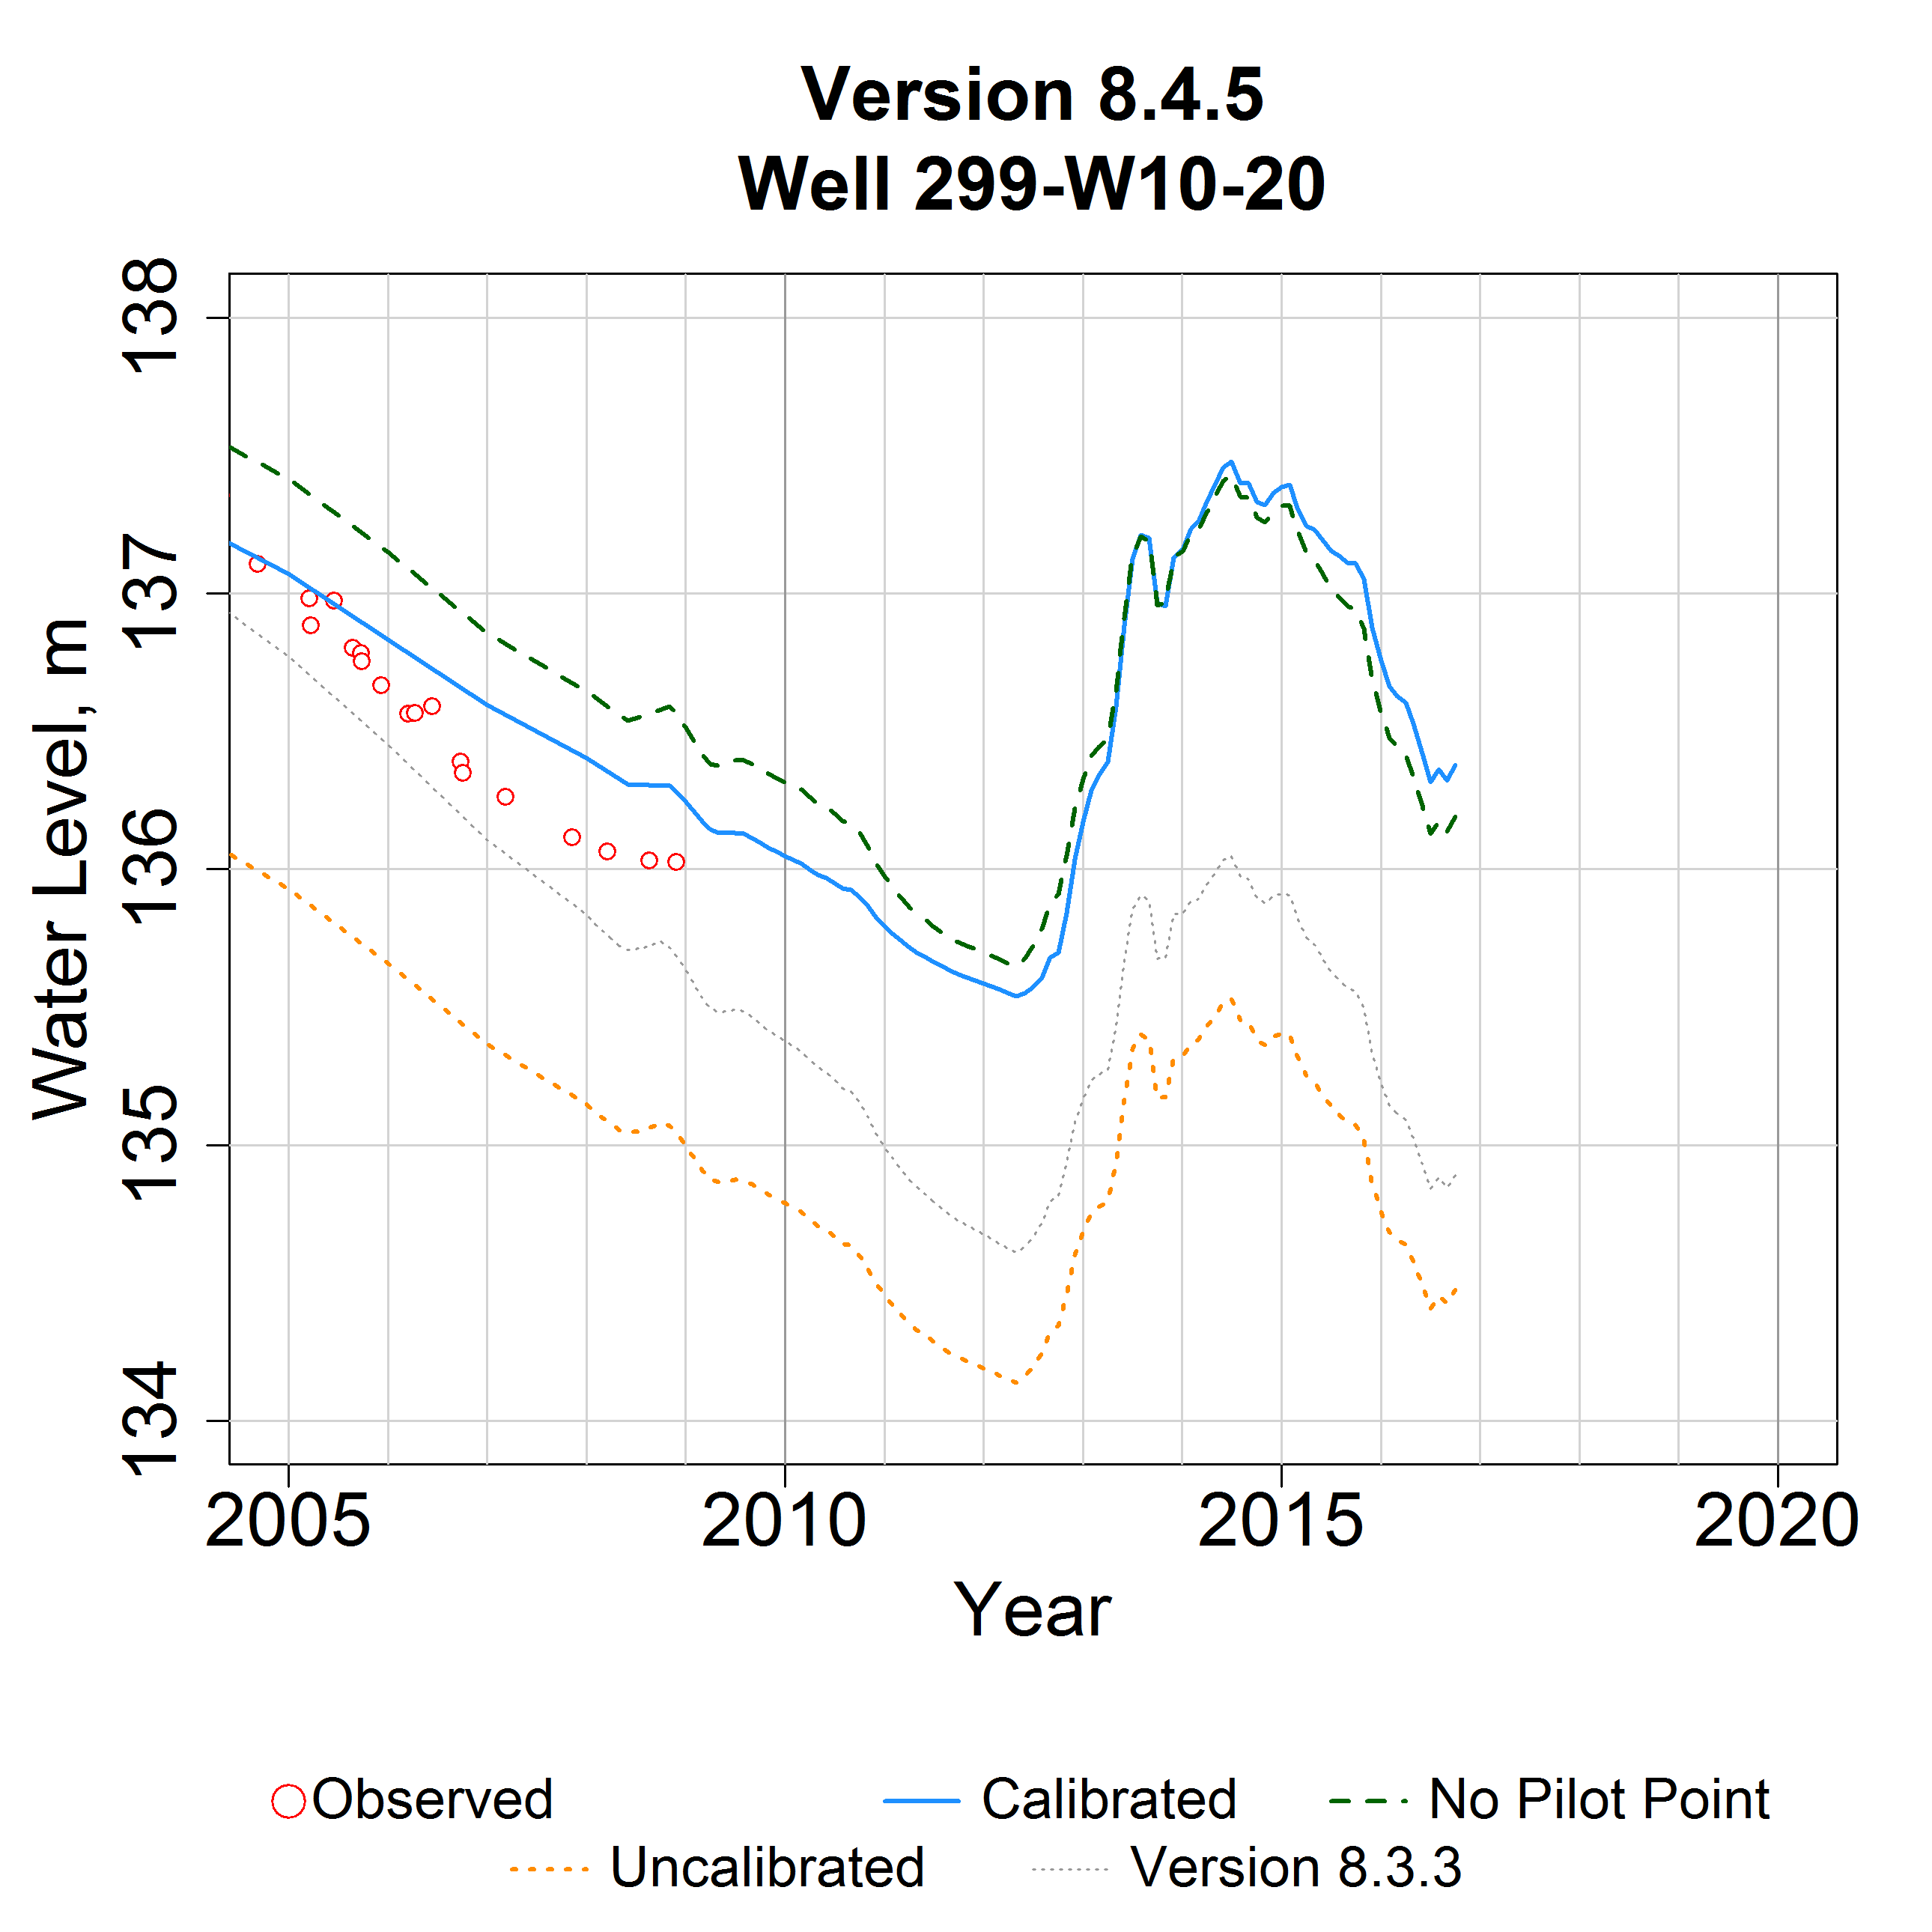 Version 8.4.5
Well 299-W10-20
Water Level, m
138
137
136
135
134
2005 2010 2015 2020
Year
Observed Calibrated No Pilot Point
Uncalibrated Version 8.3.3